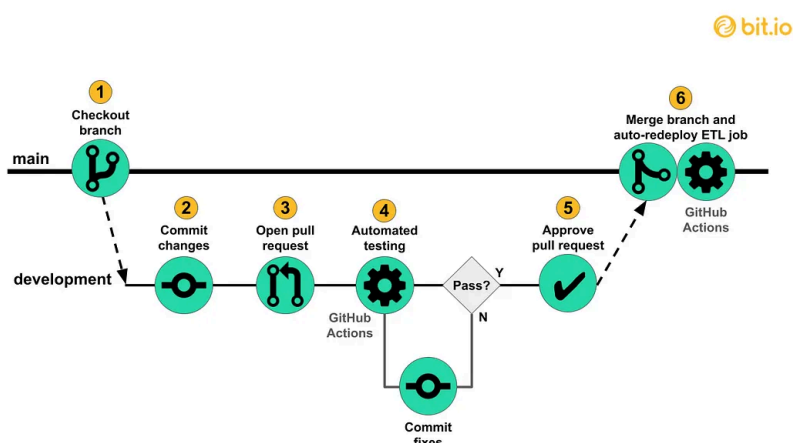 bit.io
1
Checkout
branch
6
Merge branch and
auto-redeploy ETL job
main
GitHub
Actions
2
Commit
changes
3
Open pull
request
4
Automated
testing
5
Approve
pull request
development
Pass?
Y
N
GitHub
Actions
Commit
fixes